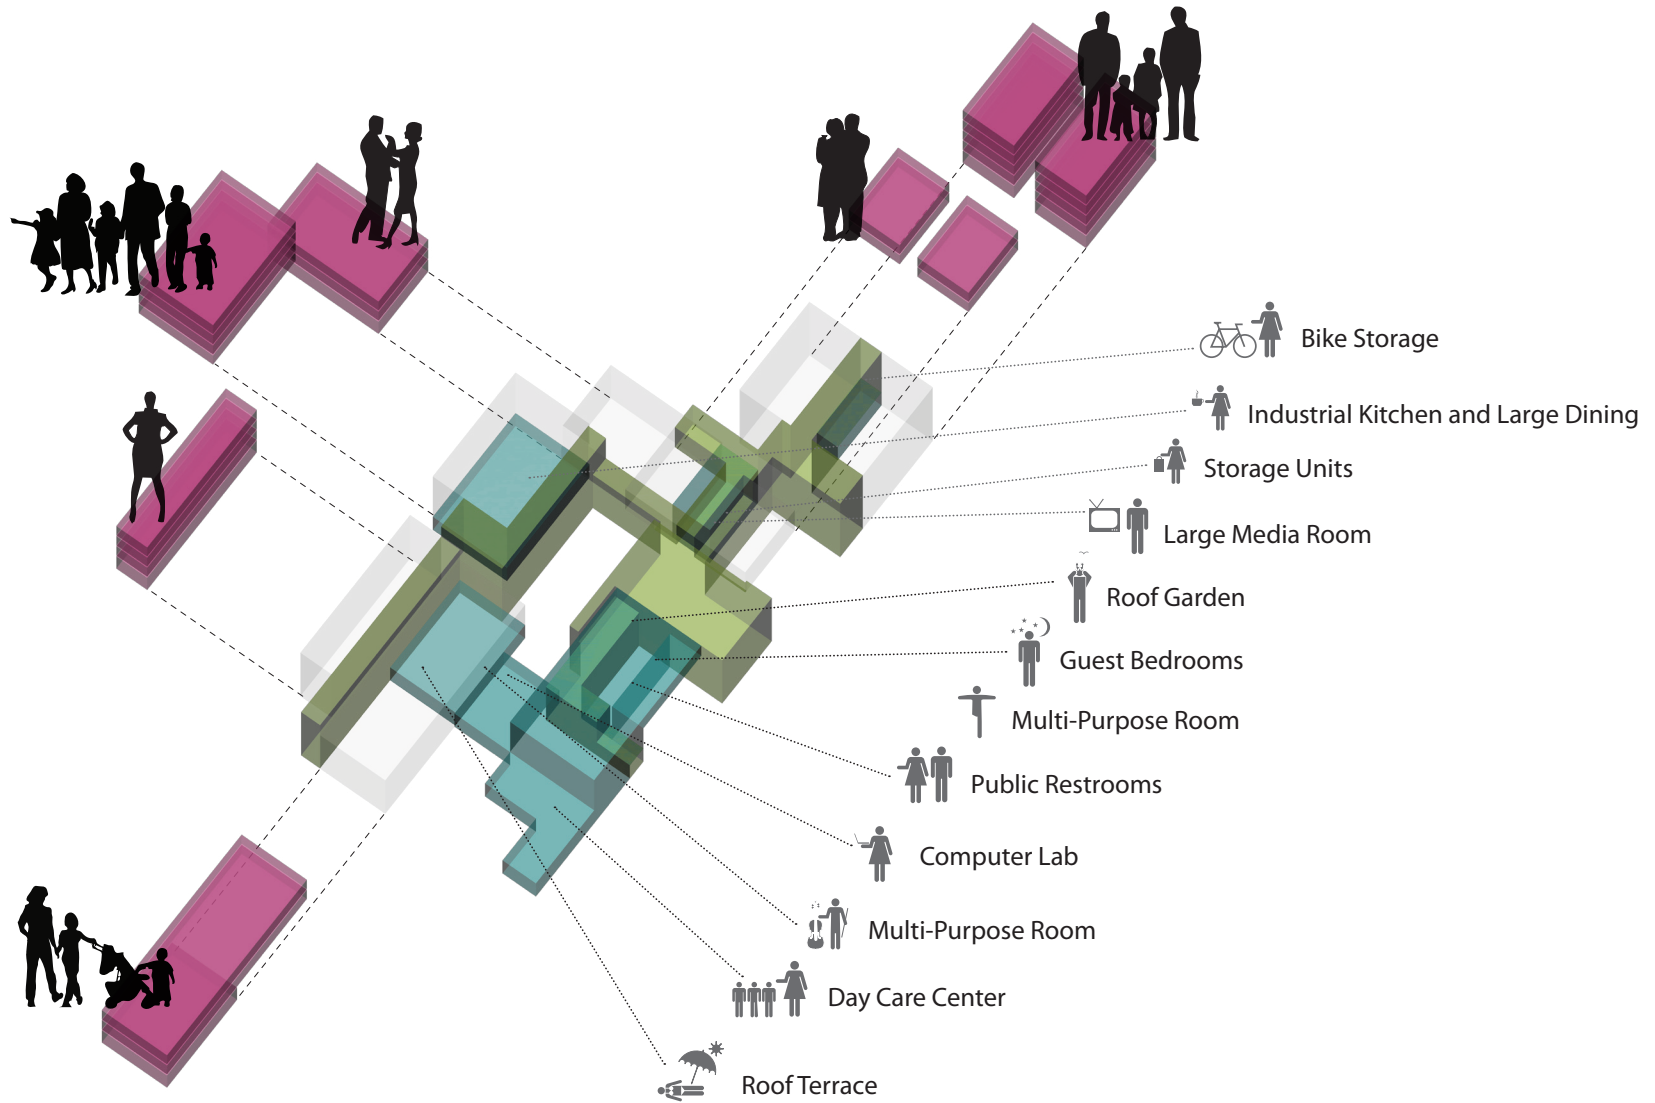 Bike Storage
Industrial Kitchen and Large Dining
Storage Units
Large Media Room
Roof Garden
Guest Bedrooms
Multi-Purpose Room
Public Restrooms
Computer Lab
Multi-Purpose Room
Day Care Center
Roof Terrace